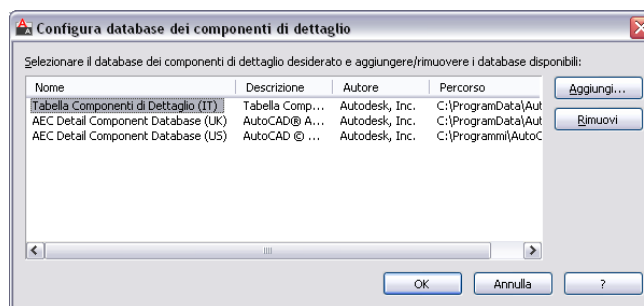 Configura database dei componenti di dettaglio
Selezionare il database dei componenti di dettaglio desiderato e aggiungere/rimuovere i database disponibili:
Nome Descrizione Autore Percorso
Tabella Componenti di Dettaglio (IT) Tabella Comp... Autodesk, Inc. C:\ProgramData\Aut
AEC Detail Component Database (UK) AutoCAD® A... Autodesk, Inc. C:\ProgramData\Aut
AEC Detail Component Database (US) AutoCAD © ... Autodesk, Inc. C:\Programmi\AutoC
Aggiungi...
Rimuovi
OK Annulla ?